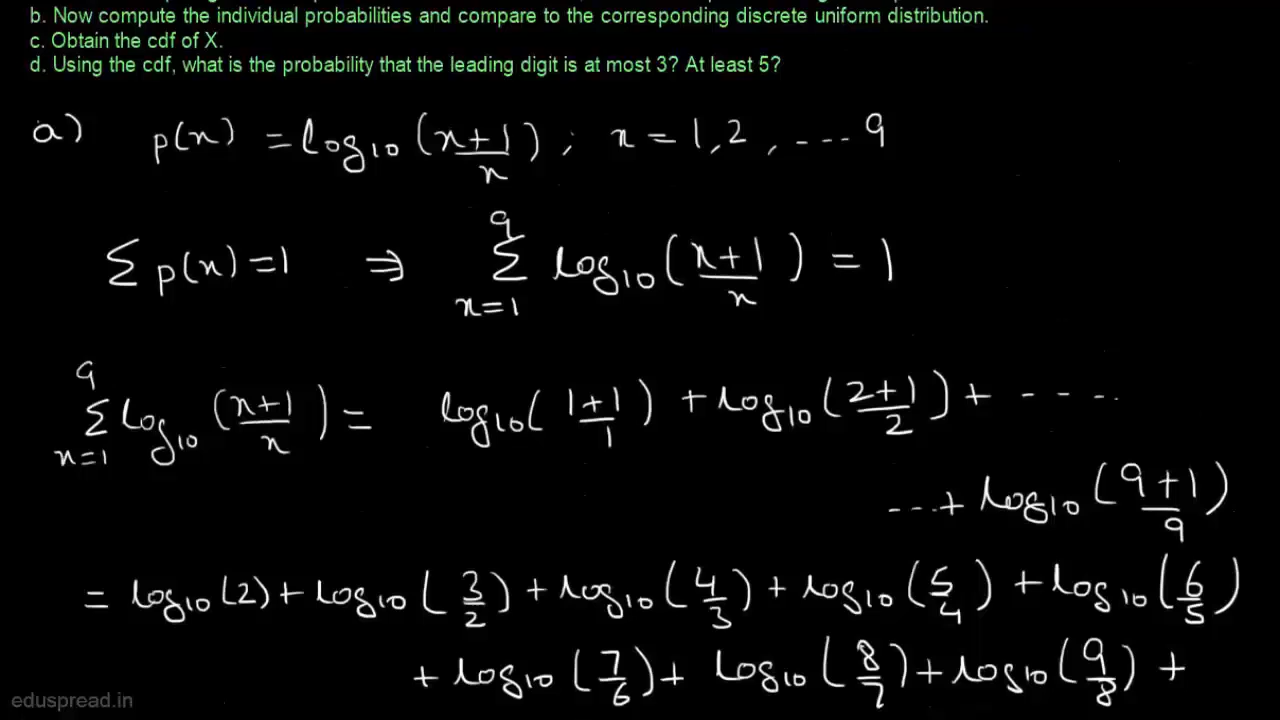 b. Now compute the individual probabilities and compare to the corresponding discrete uniform distribution.
c. Obtain the cdf of X.
d. Using the cdf, what is the probability that the leading digit is at most 3? At least 5?
a) p(x) = log₁₀ (x+1/x) ; x = 1, 2, .... 9
Σ p(x) = 1 ⇒ 9 Σ x=1 log₁₀ (x+1/x) = 1
9 Σ x=1 log₁₀ (x+1/x) = log₁₀ (1+1/1) + log₁₀ (2+1/2) + ....
...+ log₁₀ (9+1/9)
= log₁₀ (2) + log₁₀ (3/2) + log₁₀ (4/3) + log₁₀ (5/4) + log₁₀ (6/5)
+ log₁₀ (7/6) + log₁₀ (8/7) + log₁₀ (9/8) +
eduspread.in